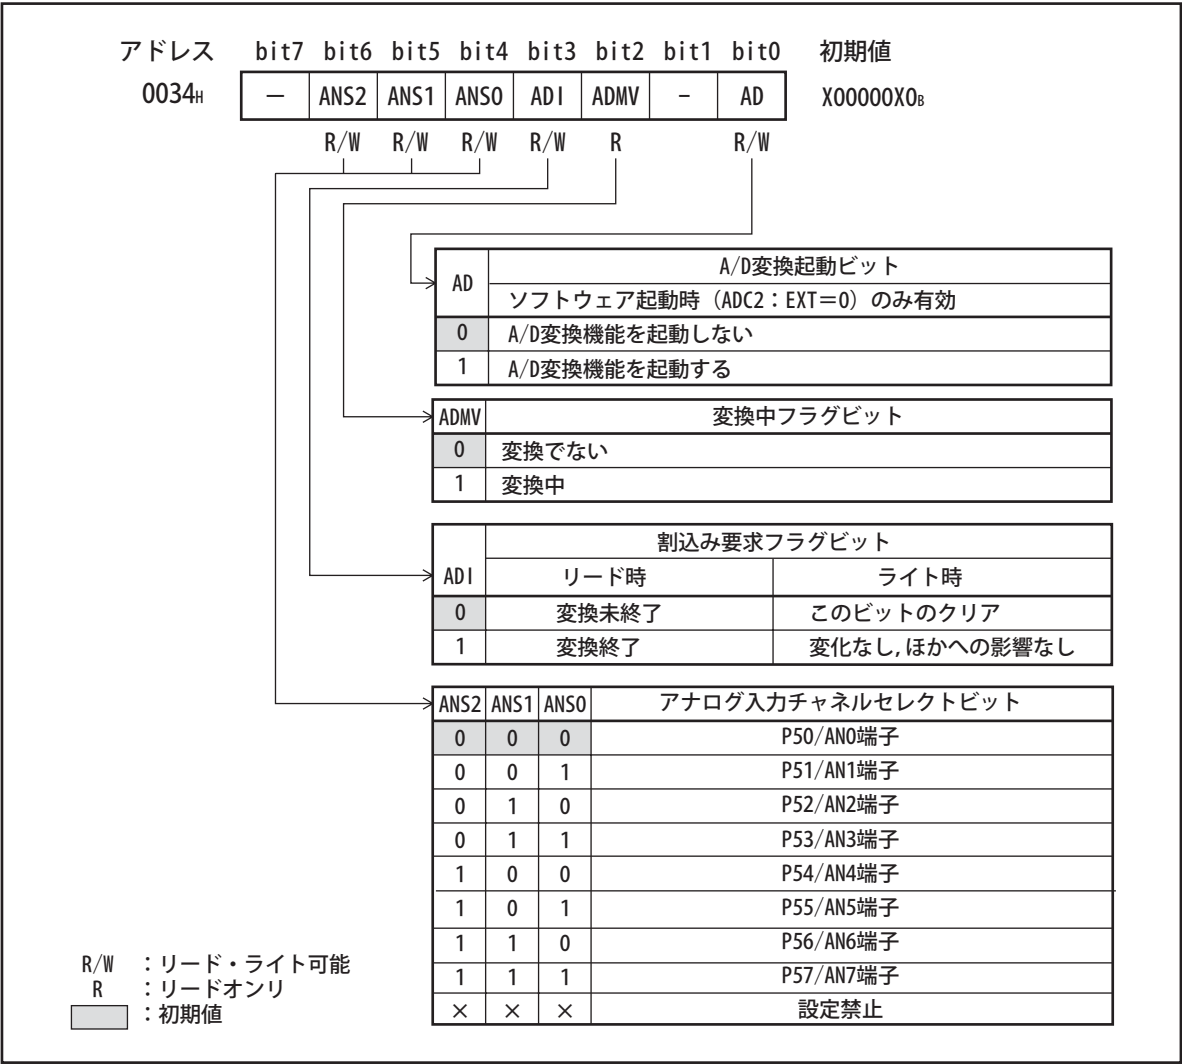 アドレス bit7 bit6 bit5 bit4 bit3 bit2 bit1 bit0 初期値
0034H － ANS2 ANS1 ANS0 ADI ADMV － AD X00000X0B
R/W R/W R/W R/W R R/W
AD A/D変換起動ビット
ソフトウェア起動時（ADC2：EXT＝0）のみ有効
0 A/D変換機能を起動しない
1 A/D変換機能を起動する
ADMV 変換中フラグビット
0 変換でない
1 変換中
ADI 割込み要求フラグビット
リード時 ライト時
0 変換未終了 このビットのクリア
1 変換終了 変化なし,ほかへの影響なし
ANS2 ANS1 ANS0 アナログ入力チャネルセレクトビット
0 0 0 P50/AN0端子
0 0 1 P51/AN1端子
0 1 0 P52/AN2端子
0 1 1 P53/AN3端子
1 0 0 P54/AN4端子
1 0 1 P55/AN5端子
1 1 0 P56/AN6端子
1 1 1 P57/AN7端子
× × × 設定禁止
R/W ：リード・ライト可能
R ：リードオンリ
：初期値